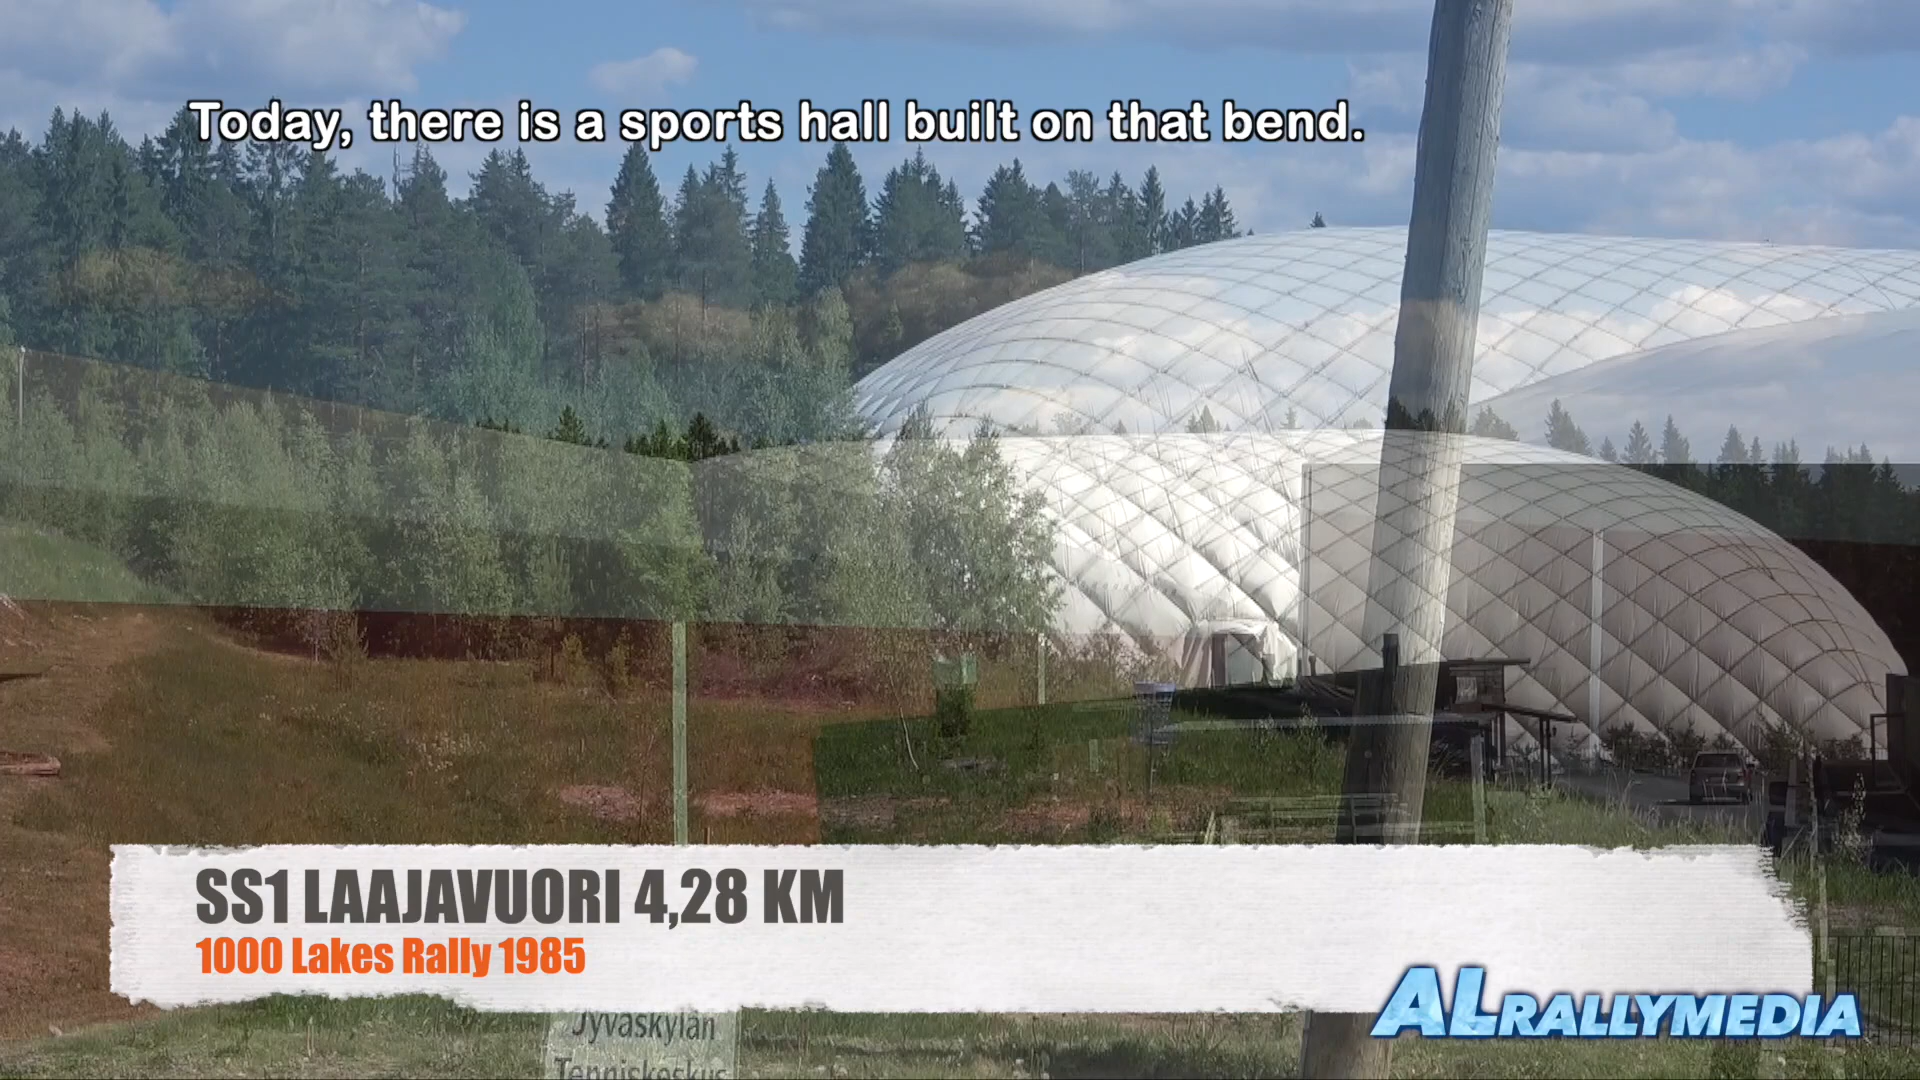 Today, there is a sports hall built on that bend.
SS1 LAAJAVUORI 4,28 KM
1000 Lakes Rally 1985
ALRALLYMEDIA
Jyväskylän
Tenniskeskus